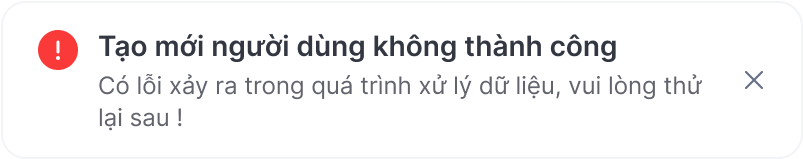 Tạo mới người dùng không thành công
Có lỗi xảy ra trong quá trình xử lý dữ liệu, vui lòng thử
lại sau !